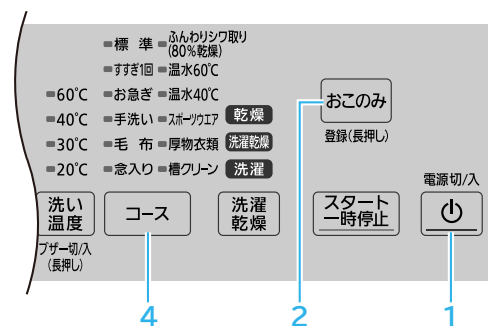 標 準 ふんわりシワ取り
(80%乾燥)
すすぎ1回 温水60℃
60℃ お急ぎ 温水40℃
40℃ 手洗い スポーツウエア 乾燥
30℃ 毛 布 厚物衣類 洗濯乾燥
20℃ 念入り 槽クリーン 洗濯
おこのみ
登録(長押し)
電源切/入
洗い
温度
コース
洗濯
乾燥
スタート
一時停止
ブザー切/入
(長押し)
4
2
1